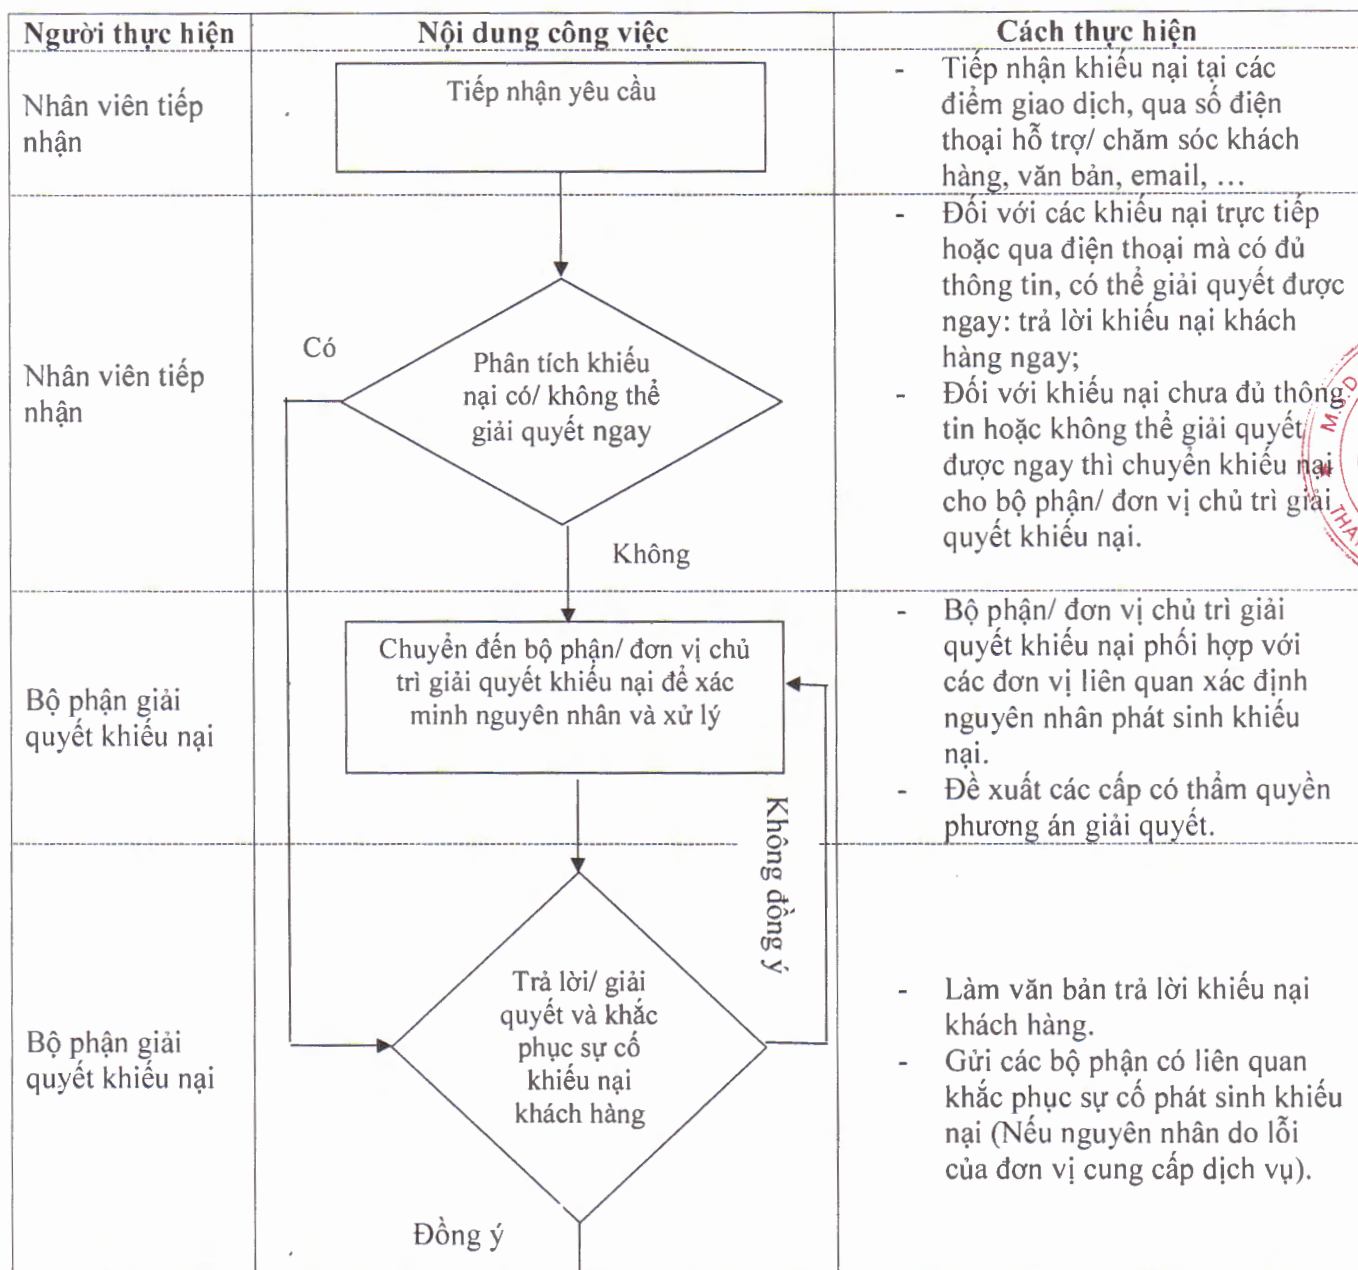 Người thực hiện
Nội dung công việc
Cách thực hiện
Nhân viên tiếp
nhận
Tiếp nhận yêu cầu
- Tiếp nhận khiếu nại tại các
điểm giao dịch, qua số điện
thoại hỗ trợ/ chăm sóc khách
hàng, văn bản, email, …
Nhân viên tiếp
nhận
Có
Phân tích khiếu
nại có/ không thể
giải quyết ngay
Không
- Đối với các khiếu nại trực tiếp
hoặc qua điện thoại mà có đủ
thông tin, có thể giải quyết được
ngay: trả lời khiếu nại khách
hàng ngay;
- Đối với khiếu nại chưa đủ thông
tin hoặc không thể giải quyết
được ngay thì chuyển khiếu nại
cho bộ phận/ đơn vị chủ trì giải
quyết khiếu nại.
M.S.D
Bộ phận giải
quyết khiếu nại
Chuyển đến bộ phận/ đơn vị chủ
trì giải quyết khiếu nại để xác
minh nguyên nhân và xử lý
- Bộ phận/ đơn vị chủ trì giải
quyết khiếu nại phối hợp với
các đơn vị liên quan xác định
nguyên nhân phát sinh khiếu
nại.
- Đề xuất các cấp có thẩm quyền
phương án giải quyết.
Không đồng ý
Bộ phận giải
quyết khiếu nại
Trả lời/ giải
quyết và khắc
phục sự cố
khiếu nại
khách hàng
Đồng ý
- Làm văn bản trả lời khiếu nại
khách hàng.
- Gửi các bộ phận có liên quan
khắc phục sự cố phát sinh khiếu
nại (Nếu nguyên nhân do lỗi
của đơn vị cung cấp dịch vụ).